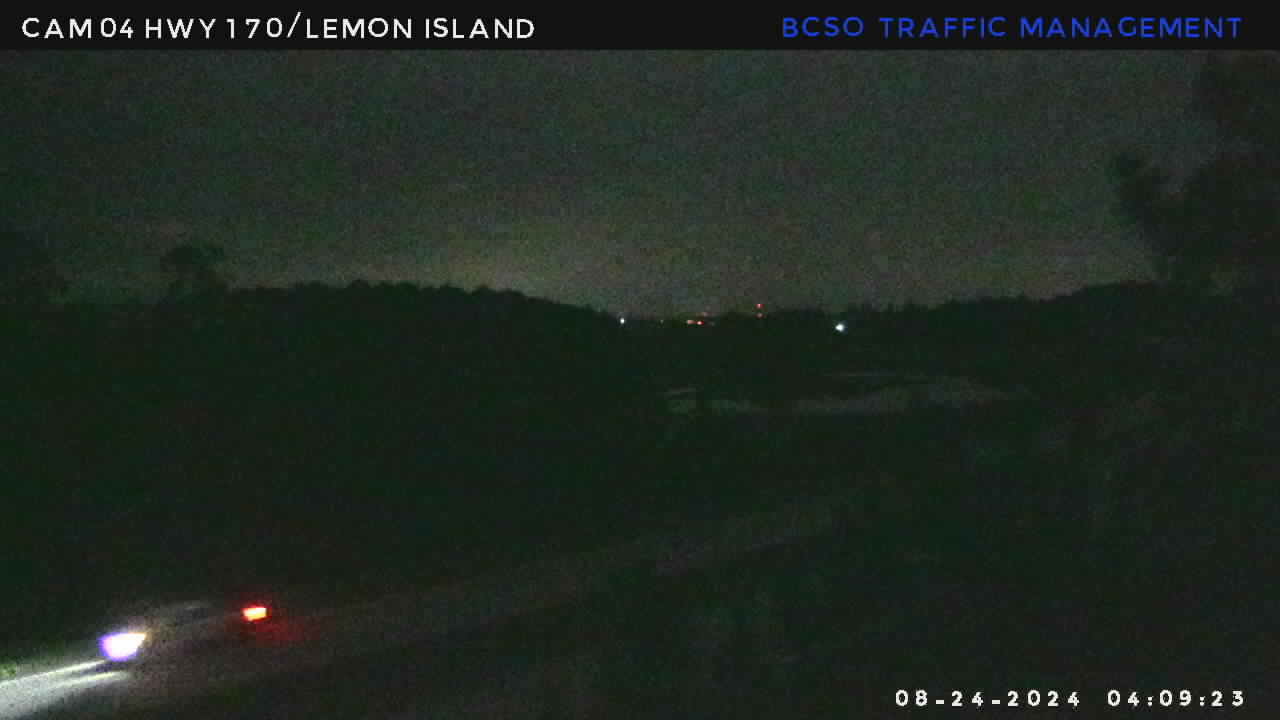 CAM04 HWY 170/LEMON ISLAND
BCSO TRAFFIC MANAGEMENT
08-24-2024 04:09:23